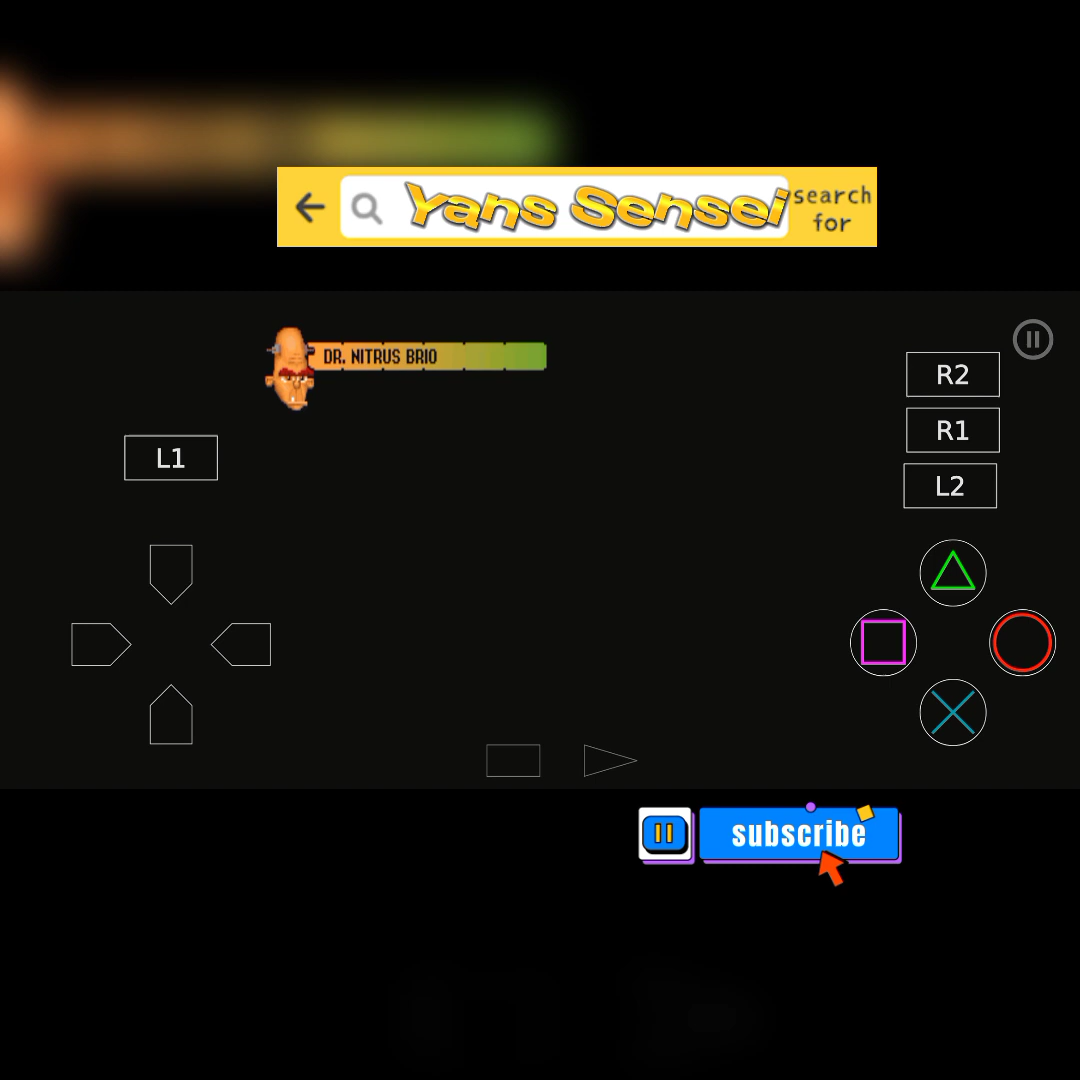 Yans Sensei
search
for
DR. NITRUS BRIO
R2
R1
L1
L2
subscribe